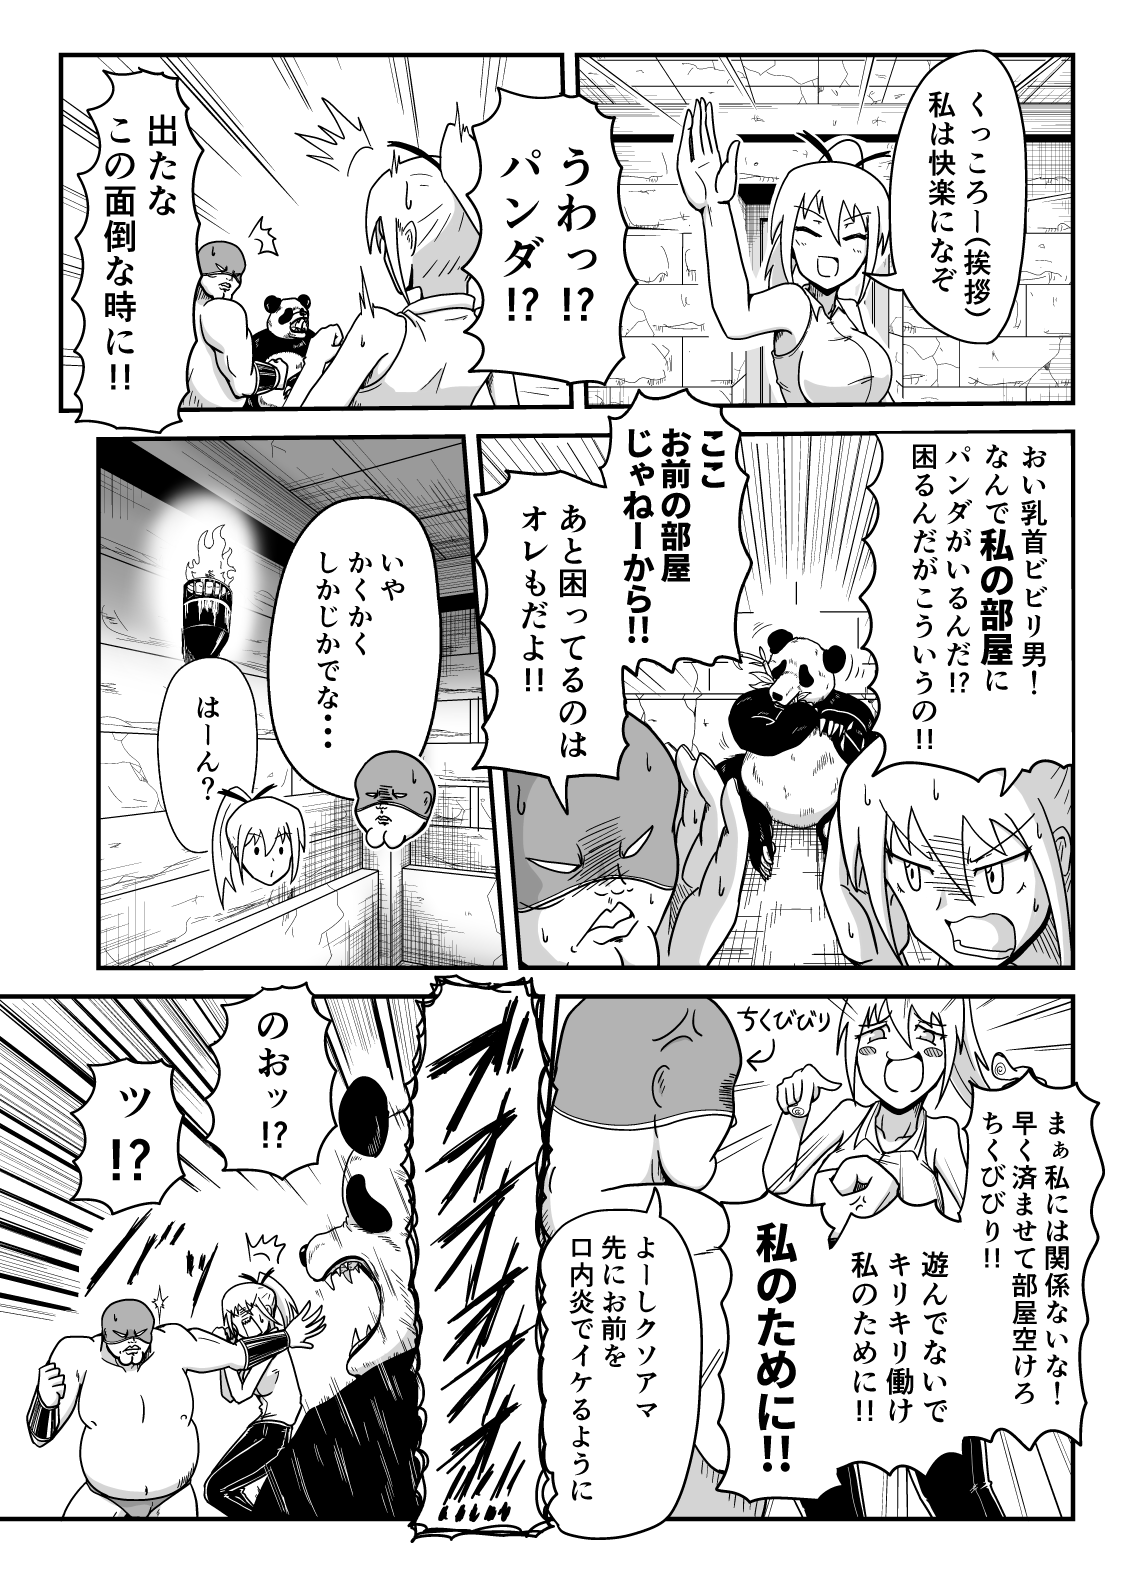 くっころー(挨拶)
私は快楽になぞ
うわっ!?
パンダ!?
出たな
この面倒な時に!!
おい乳首ビビリ男!
なんで私の部屋に
パンダがいるんだ!?
困るんだがこういうの!!
ここ
お前の部屋
じゃねーから!!
あと困ってるのは
オレもだよ!!
いや
かくかく
しかじかでな…
はーん?
まぁ私には関係ないな!
早く済ませて部屋空けろ
ちくびびり!!
ちくびびり
遊んでないで
キリキリ働け
私のために!!
私のために!!
よーしクソアマ
先にお前を
口内炎でイケるように
のおッ!?
ッ!?